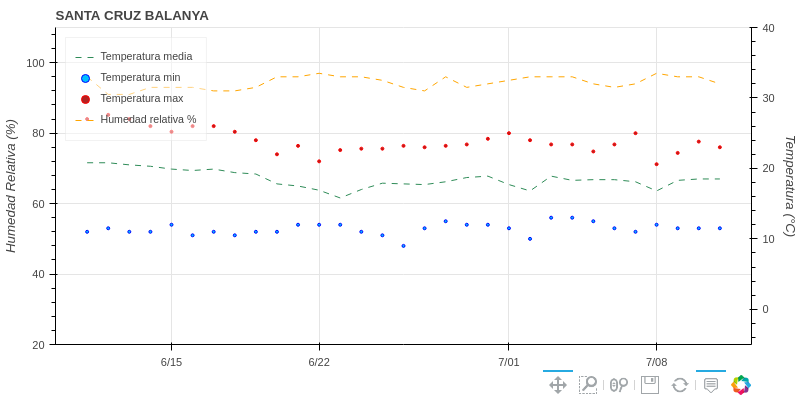 SANTA CRUZ BALANYA
Temperatura media
Temperatura min
Temperatura max
Humedad relativa %
Humedad Relativa (%)
100
80
60
40
20
Temperatura (°C)
40
30
20
10
0
6/15
6/22
7/01
7/08